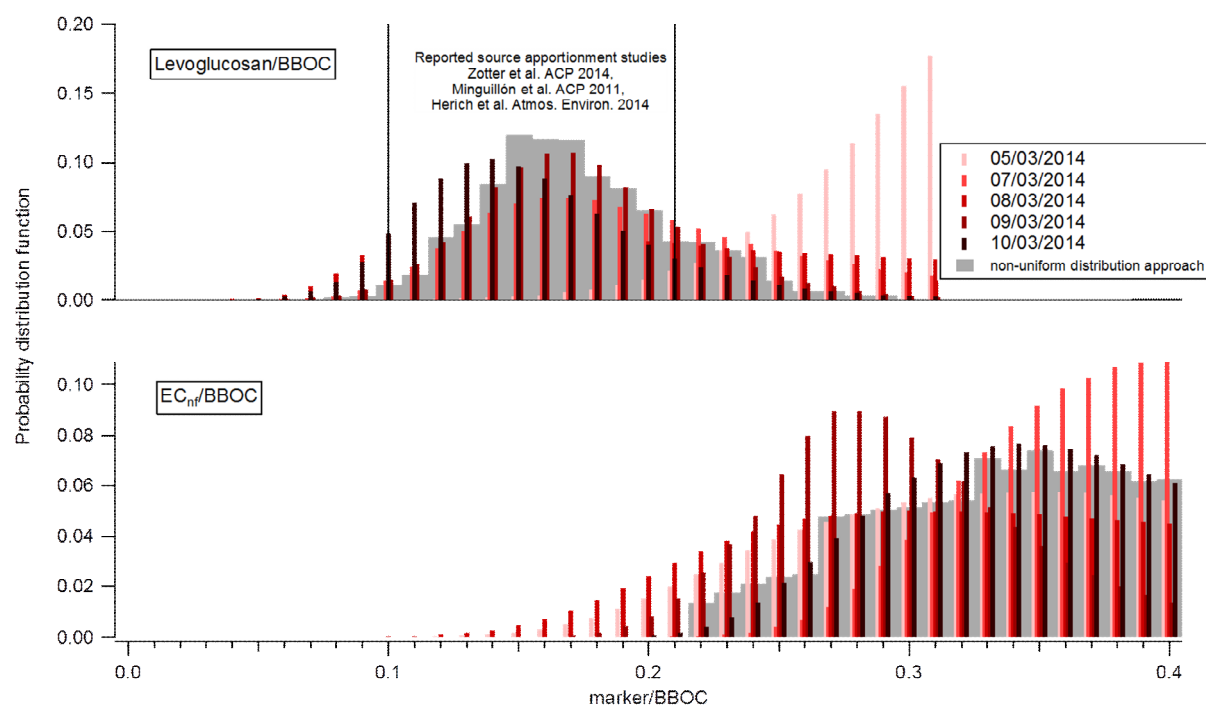 0.20
Levoglucosan/BBOC
Reported source apportionment studies
Zotter et al. ACP 2014,
Minguillón et al. ACP 2011,
Herich et al. Atmos. Environ. 2014
0.15
0.10
0.05
0.00
05/03/2014
07/03/2014
08/03/2014
09/03/2014
10/03/2014
non-uniform distribution approach
Probability distribution function
ECnf/BBOC
0.10
0.08
0.06
0.04
0.02
0.00
0.0 0.1 0.2 0.3 0.4
marker/BBOC